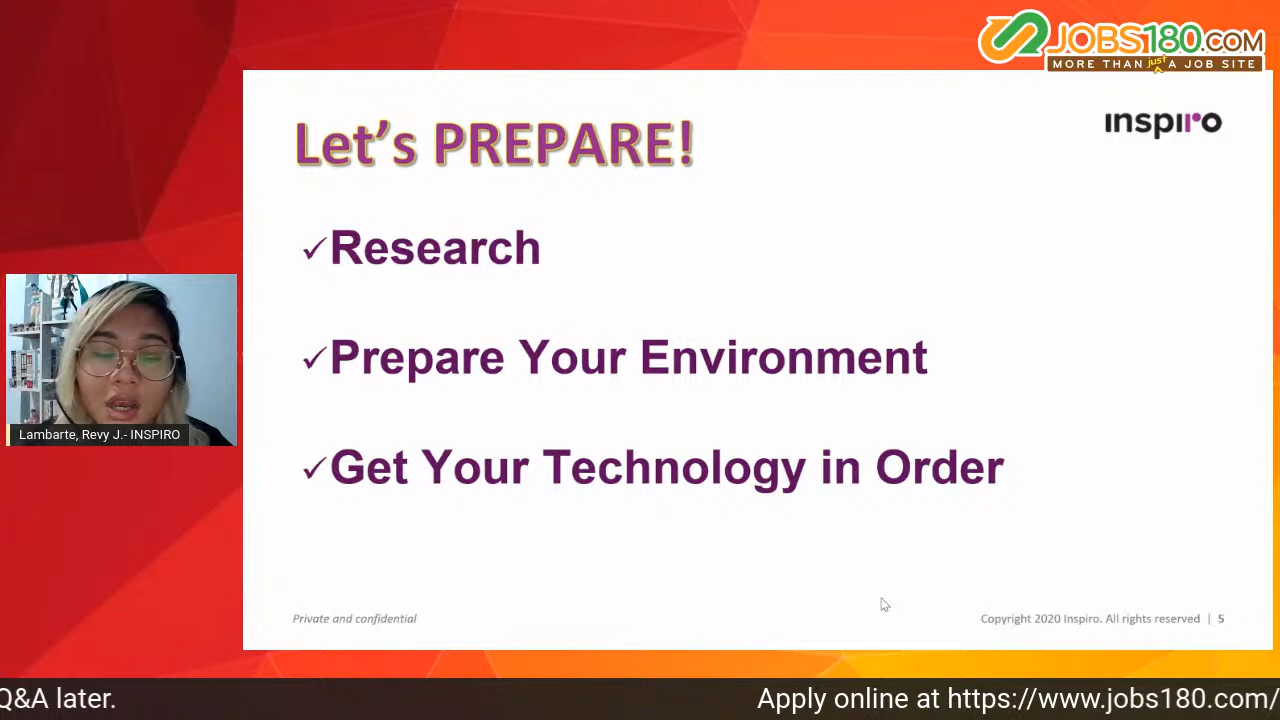 JOBS180.COM
MORE THAN just A JOB SITE
Let's PREPARE!
inspiro
✓Research
✓Prepare Your Environment
✓Get Your Technology in Order
Lambarte, Revy J.- INSPIRO
Private and confidential
Copyright 2020 Inspiro. All rights reserved | 5
Q&A later.
Apply online at https://www.jobs180.com/